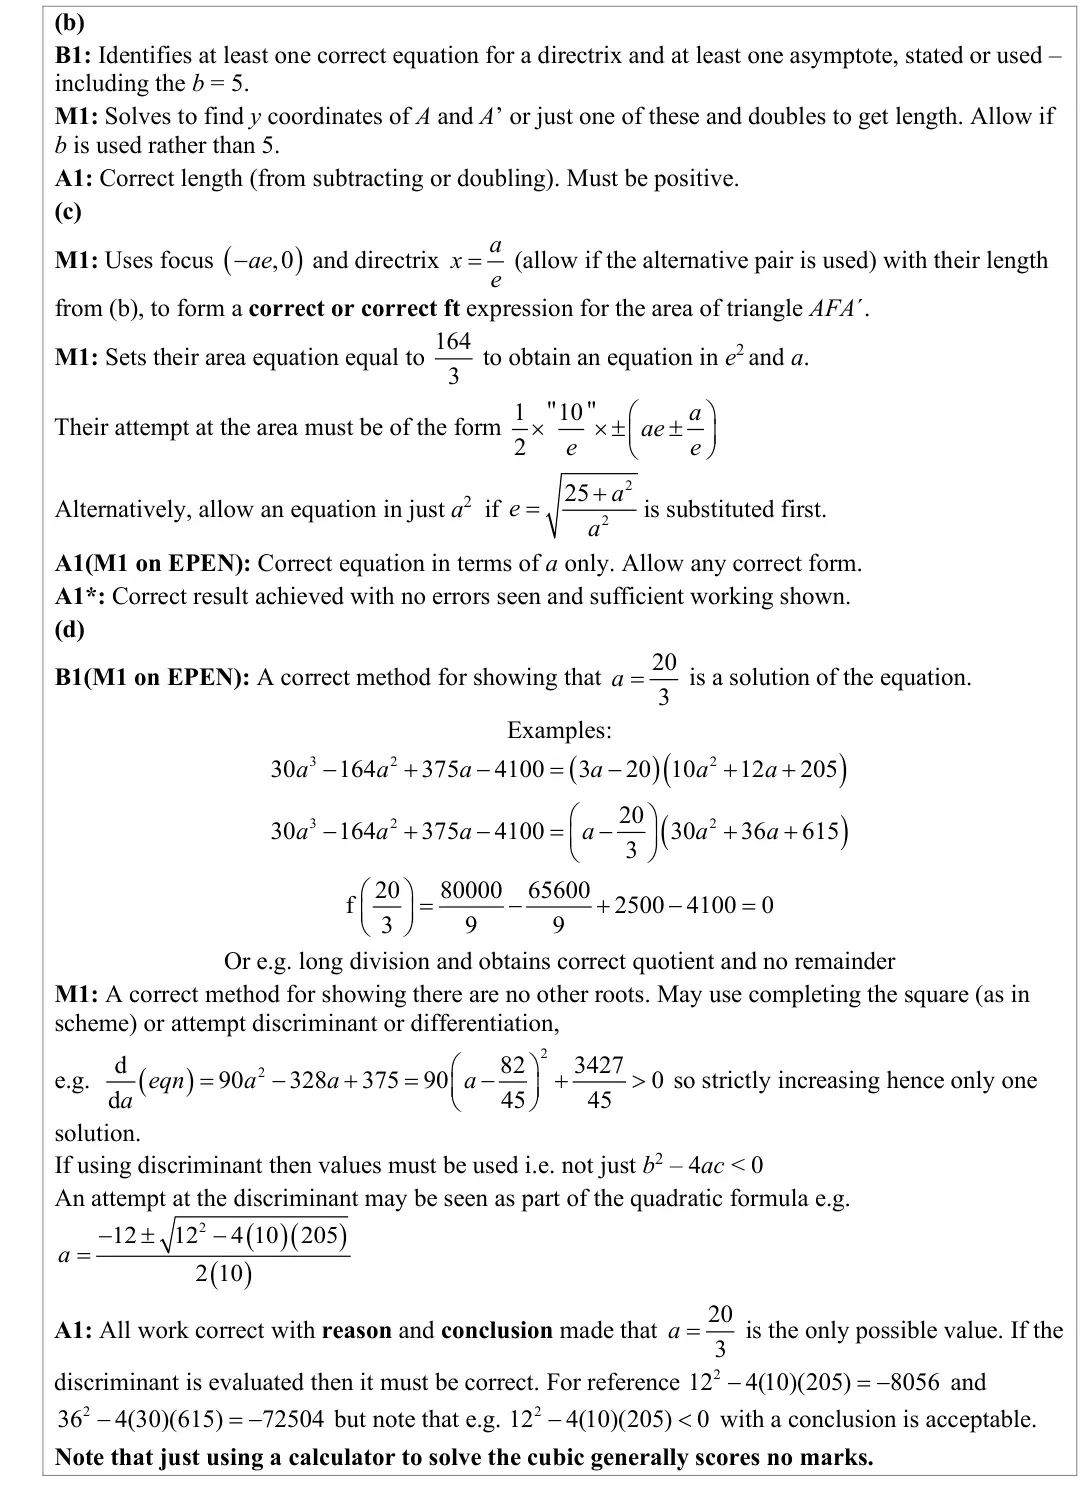 (b)
B1: Identifies at least one correct equation for a directrix and at least one asymptote, stated or used –
including the b = 5.
M1: Solves to find y coordinates of A and A’ or just one of these and doubles to get length. Allow if
b is used rather than 5.
A1: Correct length (from subtracting or doubling). Must be positive.
(c)
M1: Uses focus (−ae,0) and directrix x = a/e (allow if the alternative pair is used) with their length
from (b), to form a correct or correct ft expression for the area of triangle AFA´.
M1: Sets their area equation equal to 164/3 to obtain an equation in e² and a.
Their attempt at the area must be of the form 1/2 × "10"/e × ±(ae ± a/e)
Alternatively, allow an equation in just a² if e = √((25 + a²)/a²) is substituted first.
A1(M1 on EPEN): Correct equation in terms of a only. Allow any correct form.
A1*: Correct result achieved with no errors seen and sufficient working shown.
(d)
B1(M1 on EPEN): A correct method for showing that a = 20/3 is a solution of the equation.
Examples:
30a³ −164a² +375a − 4100 = (3a − 20)(10a² +12a + 205)
30a³ −164a² +375a − 4100 = (a − 20/3)(30a² +36a + 615)
f(20/3) = 80000/9 − 65600/9 + 2500 − 4100 = 0
Or e.g. long division and obtains correct quotient and no remainder
M1: A correct method for showing there are no other roots. May use completing the square (as in
scheme) or attempt discriminant or differentiation,
e.g. d/da (eqn) = 90a² − 328a + 375 = 90(a − 82/45)² + 3427/45 > 0 so strictly increasing hence only one
solution.
If using discriminant then values must be used i.e. not just b² – 4ac < 0
An attempt at the discriminant may be seen as part of the quadratic formula e.g.
a = (−12 ± √(12² − 4(10)(205)))/(2(10))
A1: All work correct with reason and conclusion made that a = 20/3 is the only possible value. If the
discriminant is evaluated then it must be correct. For reference 12² − 4(10)(205) = −8056 and
36² − 4(30)(615) = −72504 but note that e.g. 12² − 4(10)(205) < 0 with a conclusion is acceptable.
Note that just using a calculator to solve the cubic generally scores no marks.